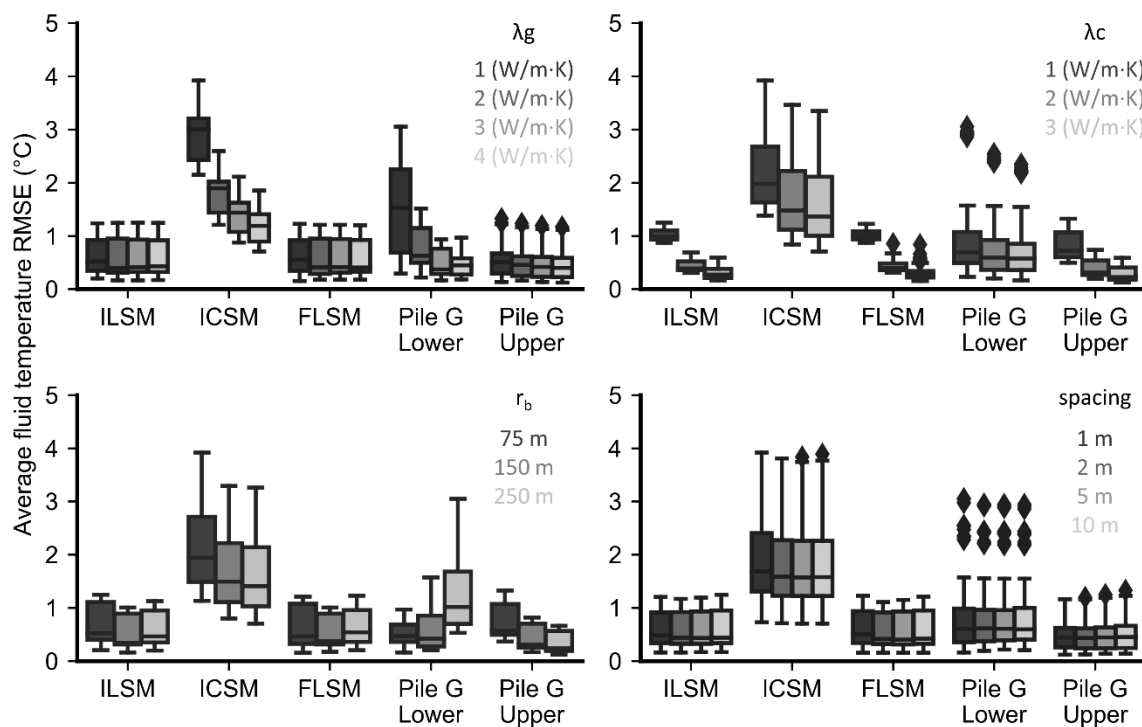 Average fluid temperature RMSE (°C)
5
4
3
2
1
0
λg
1 (W/m·K)
2 (W/m·K)
3 (W/m·K)
4 (W/m·K)
ILSM ICSM FLSM Pile G Pile G
Lower Upper
λc
1 (W/m·K)
2 (W/m·K)
3 (W/m·K)
5
4
3
2
1
0
ILSM ICSM FLSM Pile G Pile G
Lower Upper
5
4
3
2
1
0
r_b
75 m
150 m
250 m
ILSM ICSM FLSM Pile G Pile G
Lower Upper
5
4
3
2
1
0
spacing
1 m
2 m
5 m
10 m
ILSM ICSM FLSM Pile G Pile G
Lower Upper